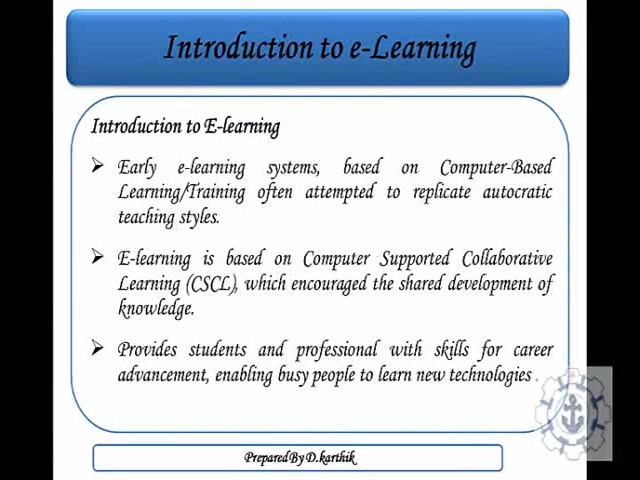 Introduction to e-Learning
Introduction to E-learning
➢ Early e-learning systems, based on Computer-Based
Learning/Training often attempted to replicate autocratic
teaching styles.
➢ E-learning is based on Computer Supported Collaborative
Learning (CSCL), which encouraged the shared development of
knowledge.
➢ Provides students and professional with skills for career
advancement, enabling busy people to learn new technologies .
Prepared By D.karthik